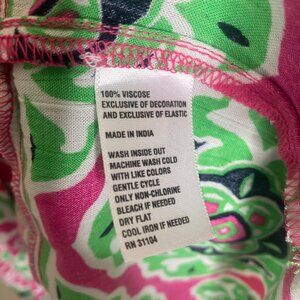 100% VISCOSE
EXCLUSIVE OF DECORATION
AND EXCLUSIVE OF ELASTIC
MADE IN INDIA
WASH INSIDE OUT
MACHINE WASH COLD
WITH LIKE COLORS
GENTLE CYCLE
ONLY NON-CHLORINE
BLEACH IF NEEDED
DRY FLAT
COOL IRON IF NEEDED
RN 31104